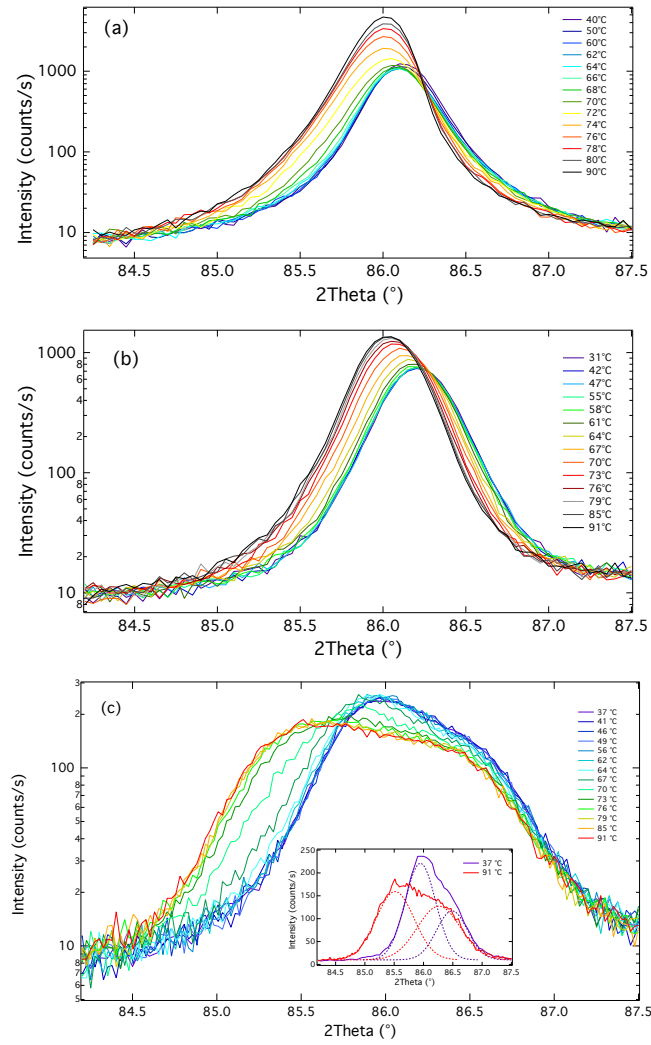 (a)
Intensity (counts/s)
1000
100
10
40°C
50°C
60°C
62°C
64°C
66°C
68°C
70°C
72°C
74°C
76°C
78°C
80°C
90°C
84.5 85.0 85.5 86.0 86.5 87.0 87.5
2Theta (°)
(b)
Intensity (counts/s)
1000
8
6
4
2
100
8
6
4
2
10
8
31°C
42°C
47°C
55°C
58°C
61°C
64°C
67°C
70°C
73°C
76°C
79°C
85°C
91°C
84.5 85.0 85.5 86.0 86.5 87.0 87.5
2Theta (°)
(c)
Intensity (counts/s)
3
2
100
8
7
6
5
4
3
2
10
8
7
6
5
37 °C
41 °C
46 °C
49 °C
56 °C
62 °C
64 °C
67 °C
70 °C
73 °C
76 °C
79 °C
85 °C
91 °C
Intensity (counts/s)
250
200
150
100
50
0
37 °C
91 °C
84.5 85.0 85.5 86.0 86.5 87.0 87.5
2Theta (°)
84.5 85.0 85.5 86.0 86.5 87.0 87.5
2Theta (°)